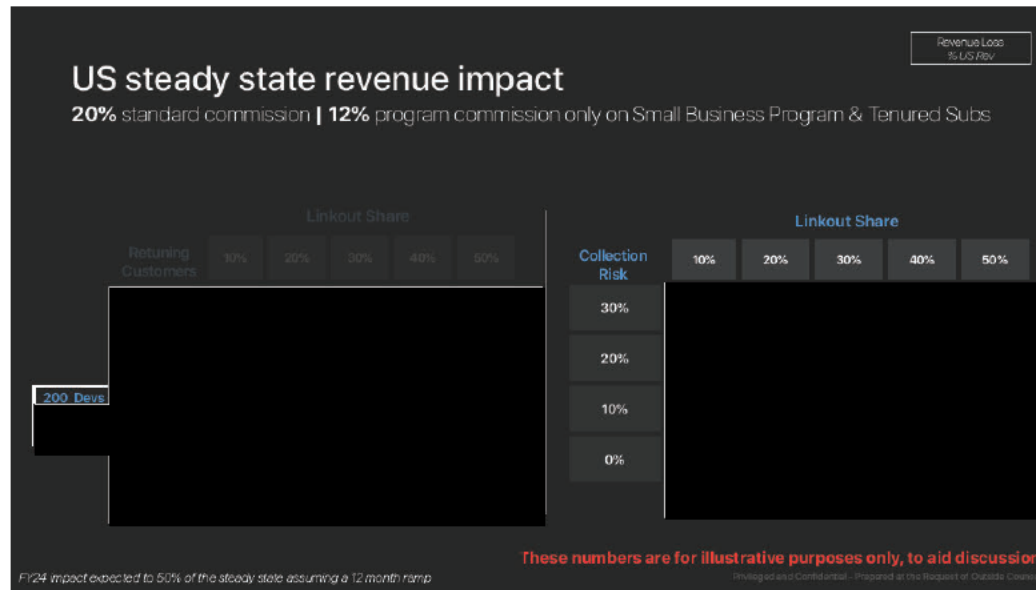 Revenue Loss
% US Rev
US steady state revenue impact
20% standard commission | 12% program commission only on Small Business Program & Tenured Subs
Linkout Share
Retuning
Customers
10% 20% 30% 40% 50%
200 Devs
Linkout Share
Collection
Risk
10% 20% 30% 40% 50%
30%
20%
10%
0%
These numbers are for illustrative purposes only, to aid discussion
FY24 impact expected to 50% of the steady state assuming a 12 month ramp
Privileged and Confidential - Prepared at the Request of Outside Counsel